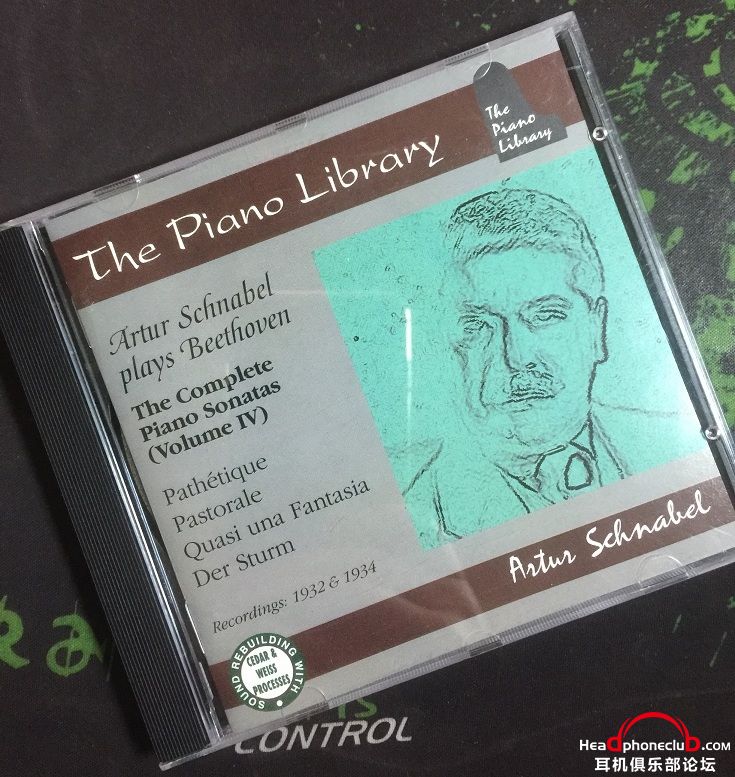 The
Piano
Library
The Piano Library
Artur Schnabel
plays Beethoven
The Complete
Piano Sonatas
(Volume IV)
Pathétique
Pastorale
Quasi una Fantasia
Der Sturm
Recordings: 1932 & 1934
Artur Schnabel
SOUND REBUILDING WITH
CEDAR &
WEISS
PROCESSES
IS
CONTROL
Headphoneclub.com
耳机俱乐部论坛